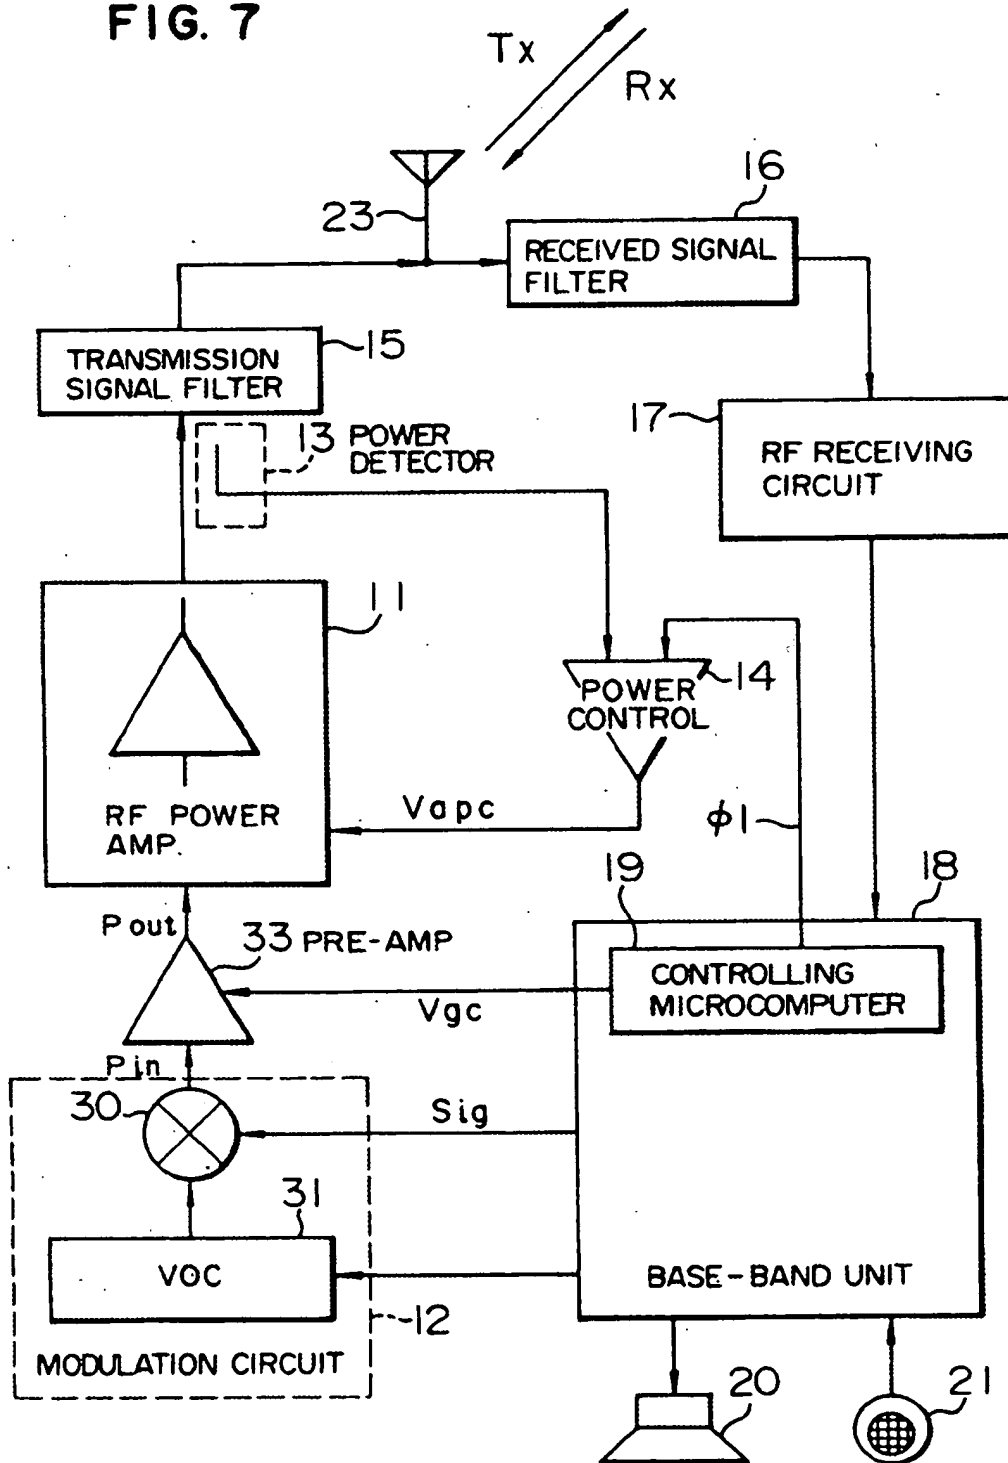 FIG. 7
Tx
Rx
16
23
RECEIVED SIGNAL
FILTER
15
TRANSMISSION
SIGNAL FILTER
13 POWER
DETECTOR
17
RF RECEIVING
CIRCUIT
11
14
POWER
CONTROL
RF POWER
AMP.
Vapc
φ1
19
18
Pout
33 PRE-AMP
CONTROLLING
MICROCOMPUTER
Vgc
Pin
30
Sig
31
VOC
BASE-BAND UNIT
12
MODULATION CIRCUIT
20
21